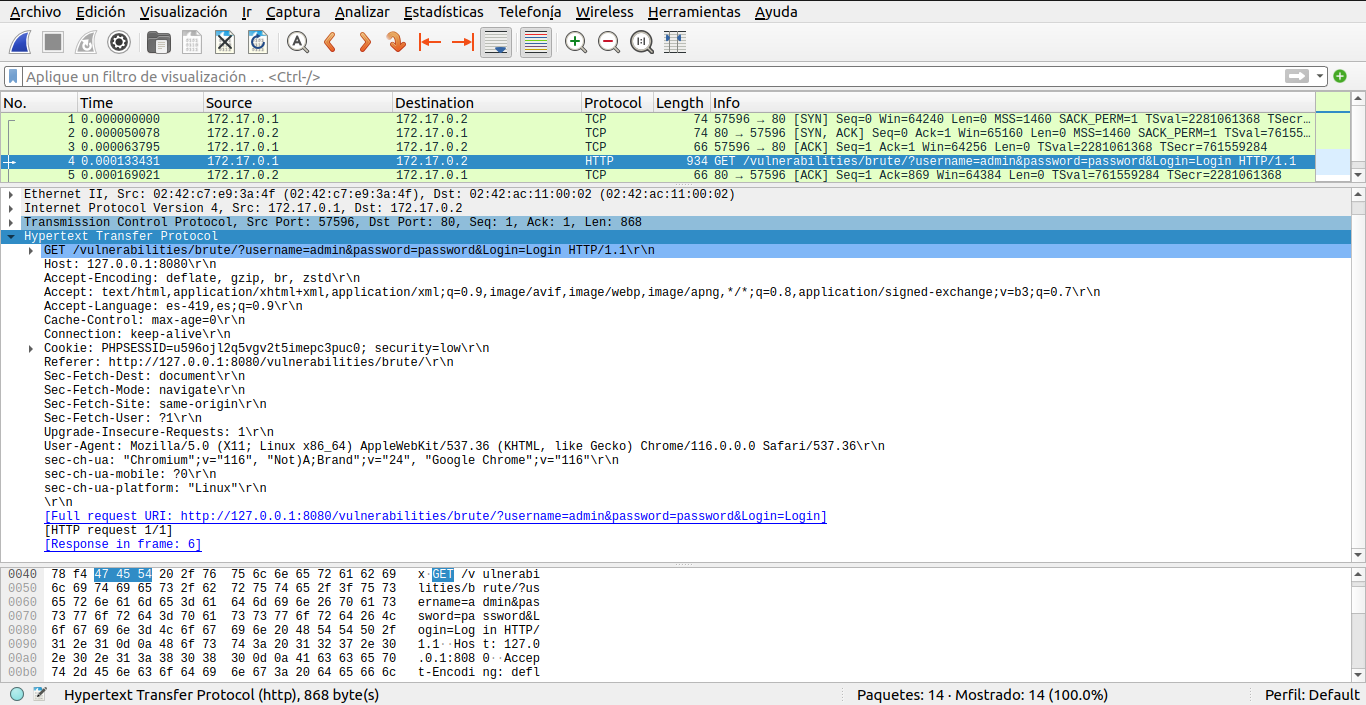 Archivo Edición Visualización Ir Captura Analizar Estadísticas Telefonía Wireless Herramientas Ayuda
Aplique un filtro de visualización … <Ctrl-/>
No. Time Source Destination Protocol Length Info
1 0.000000000 172.17.0.1 172.17.0.2 TCP 74 57596 → 80 [SYN] Seq=0 Win=64240 Len=0 MSS=1460 SACK_PERM=1 TSval=2281061368 TSecr…
2 0.000050078 172.17.0.2 172.17.0.1 TCP 74 80 → 57596 [SYN, ACK] Seq=0 Ack=1 Win=65160 Len=0 MSS=1460 SACK_PERM=1 TSval=76155…
3 0.000063795 172.17.0.1 172.17.0.2 TCP 66 57596 → 80 [ACK] Seq=1 Ack=1 Win=64256 Len=0 TSval=2281061368 TSecr=761559284
4 0.000133431 172.17.0.1 172.17.0.2 HTTP 934 GET /vulnerabilities/brute/?username=admin&password=password&Login=Login HTTP/1.1
5 0.000169021 172.17.0.2 172.17.0.1 TCP 66 80 → 57596 [ACK] Seq=1 Ack=869 Win=64384 Len=0 TSval=761559284 TSecr=2281061368
Ethernet II, Src: 02:42:c7:e9:3a:4f (02:42:c7:e9:3a:4f), Dst: 02:42:ac:11:00:02 (02:42:ac:11:00:02)
Internet Protocol Version 4, Src: 172.17.0.1, Dst: 172.17.0.2
Transmission Control Protocol, Src Port: 57596, Dst Port: 80, Seq: 1, Ack: 1, Len: 868
Hypertext Transfer Protocol
GET /vulnerabilities/brute/?username=admin&password=password&Login=Login HTTP/1.1\r\n
Host: 127.0.0.1:8080\r\n
Accept-Encoding: deflate, gzip, br, zstd\r\n
Accept: text/html,application/xhtml+xml,application/xml;q=0.9,image/avif,image/webp,image/apng,*/*;q=0.8,application/signed-exchange;v=b3;q=0.7\r\n
Accept-Language: es-419,es;q=0.9\r\n
Cache-Control: max-age=0\r\n
Connection: keep-alive\r\n
Cookie: PHPSESSID=u596ojl2q5vgv2t5imepc3puc0; security=low\r\n
Referer: http://127.0.0.1:8080/vulnerabilities/brute/\r\n
Sec-Fetch-Dest: document\r\n
Sec-Fetch-Mode: navigate\r\n
Sec-Fetch-Site: same-origin\r\n
Sec-Fetch-User: ?1\r\n
Upgrade-Insecure-Requests: 1\r\n
User-Agent: Mozilla/5.0 (X11; Linux x86_64) AppleWebKit/537.36 (KHTML, like Gecko) Chrome/116.0.0.0 Safari/537.36\r\n
sec-ch-ua: "Chromium";v="116", "Not)A;Brand";v="24", "Google Chrome";v="116"\r\n
sec-ch-ua-mobile: ?0\r\n
sec-ch-ua-platform: "Linux"\r\n
\r\n
[Full request URI: http://127.0.0.1:8080/vulnerabilities/brute/?username=admin&password=password&Login=Login]
[HTTP request 1/1]
[Response in frame: 6]
0040 78 f4 47 45 54 20 2f 76 75 6c 6e 65 72 61 62 69 x·GET /v ulnerabi
0050 6c 69 74 69 65 73 2f 62 72 75 74 65 2f 3f 75 73 lities/b rute/?us
0060 65 72 6e 61 6d 65 3d 61 64 6d 69 6e 26 70 61 73 ername=a dmin&pas
0070 73 77 6f 72 64 3d 70 61 73 73 77 6f 72 64 26 4c sword=pa ssword&L
0080 6f 67 69 6e 3d 4c 6f 67 69 6e 20 48 54 54 50 2f ogin=Log in HTTP/
0090 31 2e 31 0d 0a 48 6f 73 74 3a 20 31 32 37 2e 30 1.1··Hos t: 127.0
00a0 2e 30 2e 31 3a 38 30 38 30 0d 0a 41 63 63 65 70 .0.1:808 0··Accep
00b0 74 2d 45 6e 63 6f 64 69 6e 67 3a 20 64 65 66 6c t-Encodi ng: defl
Hypertext Transfer Protocol (http), 868 byte(s) Paquetes: 14 · Mostrado: 14 (100.0%) Perfil: Default